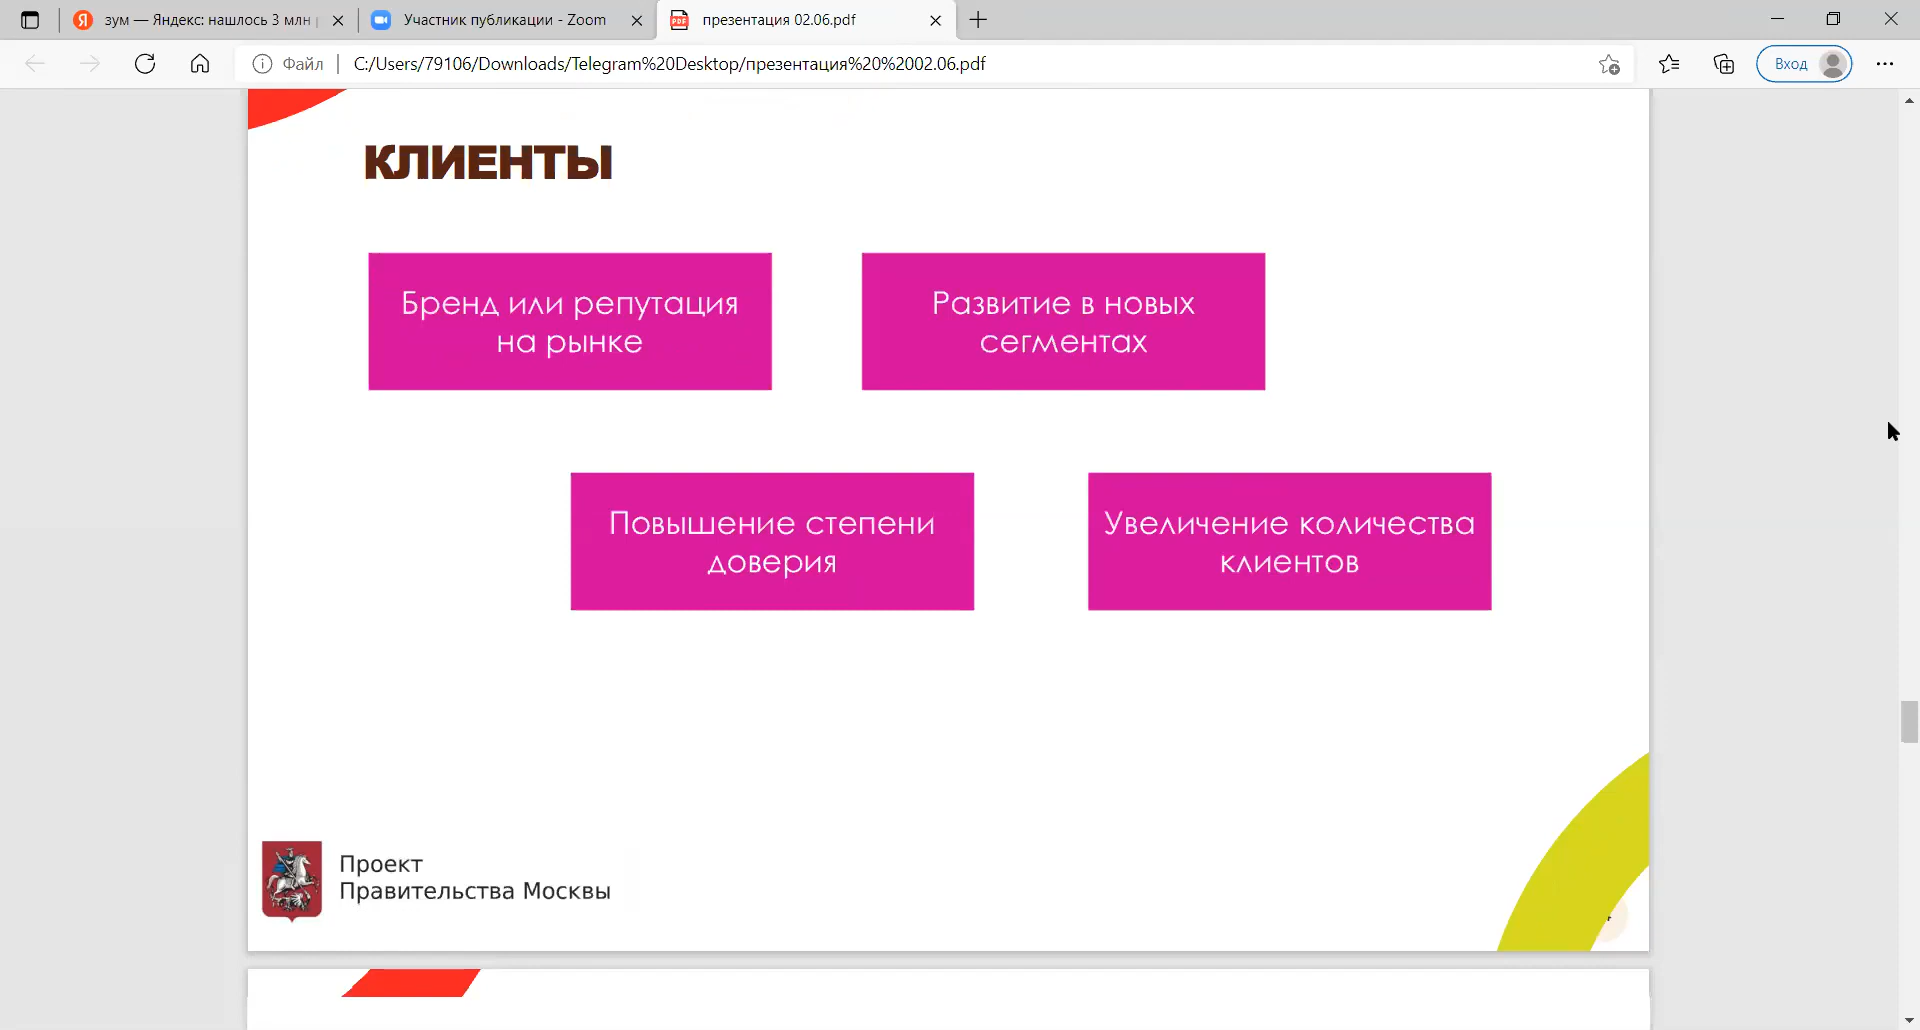 зум — Яндекс: нашлось 3 млн
Участник публикации - Zoom
презентация 02.06.pdf
Файл
C:/Users/79106/Downloads/Telegram%20Desktop/презентация%20%2002.06.pdf
Вход
КЛИЕНТЫ
Бренд или репутация
на рынке
Развитие в новых
сегментах
Повышение степени
доверия
Увеличение количества
клиентов
Проект
Правительства Москвы